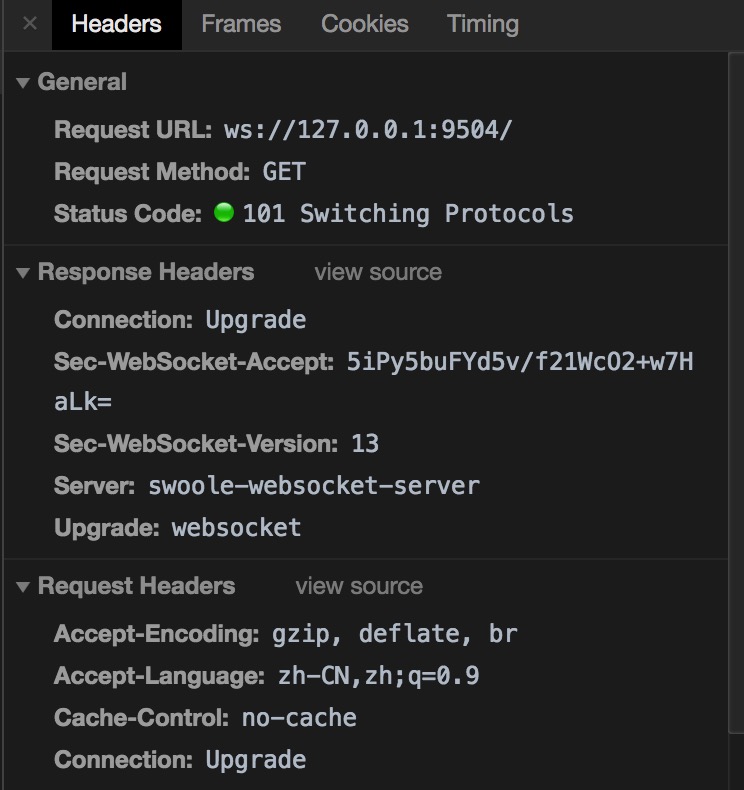 × Headers Frames Cookies Timing
General
Request URL: ws://127.0.0.1:9504/
Request Method: GET
Status Code: 101 Switching Protocols
Response Headers view source
Connection: Upgrade
Sec-WebSocket-Accept: 5iPy5buFYd5v/f21WcO2+w7H
aLk=
Sec-WebSocket-Version: 13
Server: swoole-websocket-server
Upgrade: websocket
Request Headers view source
Accept-Encoding: gzip, deflate, br
Accept-Language: zh-CN,zh;q=0.9
Cache-Control: no-cache
Connection: Upgrade